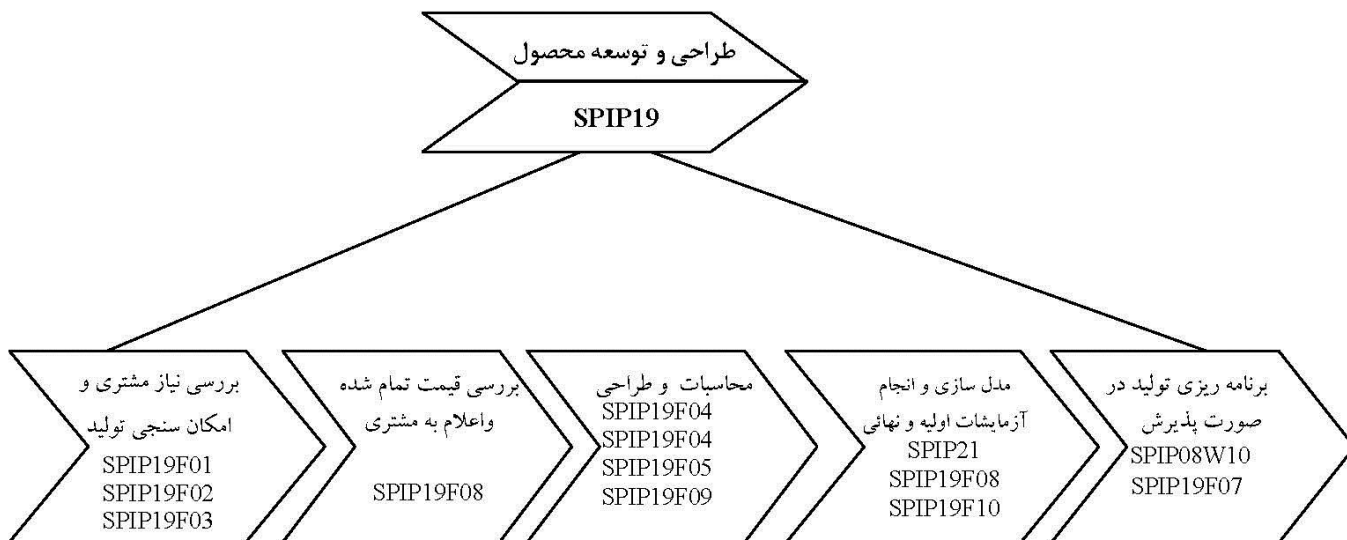 طراحی و توسعه محصول
SPIP19
بررسی نیاز مشتری و
امکان سنجی تولید
SPIP19F01
SPIP19F02
SPIP19F03
بررسی قیمت تمام شده
واعلام به مشتری
SPIP19F08
محاسبات و طراحی
SPIP19F04
SPIP19F04
SPIP19F05
SPIP19F09
مدل سازی و انجام
آزمایشات اولیه و نهائی
SPIP21
SPIP19F08
SPIP19F10
برنامه ریزی تولید در
صورت پذیرش
SPIP08W10
SPIP19F07